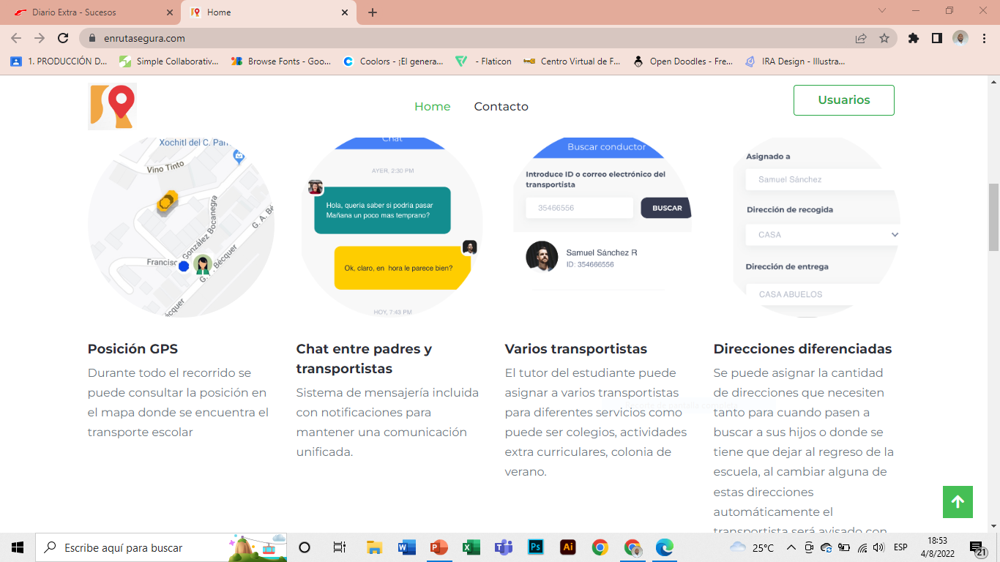 Diario Extra - Sucesos
Home
enrutasegura.com
1. PRODUCCIÓN D...
Simple Collaborativ...
Browse Fonts - Goo...
Coolors - ¡El genera...
- Flaticon
Centro Virtual de F...
Open Doodles - Fre...
IRA Design - Illustra...
Home
Contacto
Usuarios
Xochitl del C. Par
Vino Tinto
González Bocanegra
Francisc
G. A. Bécquer
G. A. Bé
cquer
Chat
AYER, 2:30 PM
Hola, queria saber si podria pasar
Mañana un poco mas temprano?
Ok, claro, en hora le parece bien?
HOY, 7:43 PM
Buscar conductor
Introduce ID o correo electrónico del
transportista
35466556
BUSCAR
Samuel Sánchez R
ID: 354666556
Asignado a
Samuel Sánchez
Dirección de recogida
CASA
Dirección de entrega
CASA ABUELOS
Posición GPS
Durante todo el recorrido se
puede consultar la posición en
el mapa donde se encuentra el
transporte escolar
Chat entre padres y
transportistas
Sistema de mensajería incluida
con notificaciones para
mantener una comunicación
unificada.
Varios transportistas
El tutor del estudiante puede
asignar a varios transportistas
para diferentes servicios como
puede ser colegios, actividades
extra curriculares, colonia de
verano.
Direcciones diferenciadas
Se puede asignar la cantidad
de direcciones que necesiten
tanto para cuando pasen a
buscar a sus hijos o donde se
tiene que dejar al regreso de la
escuela, al cambiar alguna de
estas direcciones
automáticamente el
transportista será avisado con
Escribe aquí para buscar
25°C
ESP
18:53
4/8/2022
21